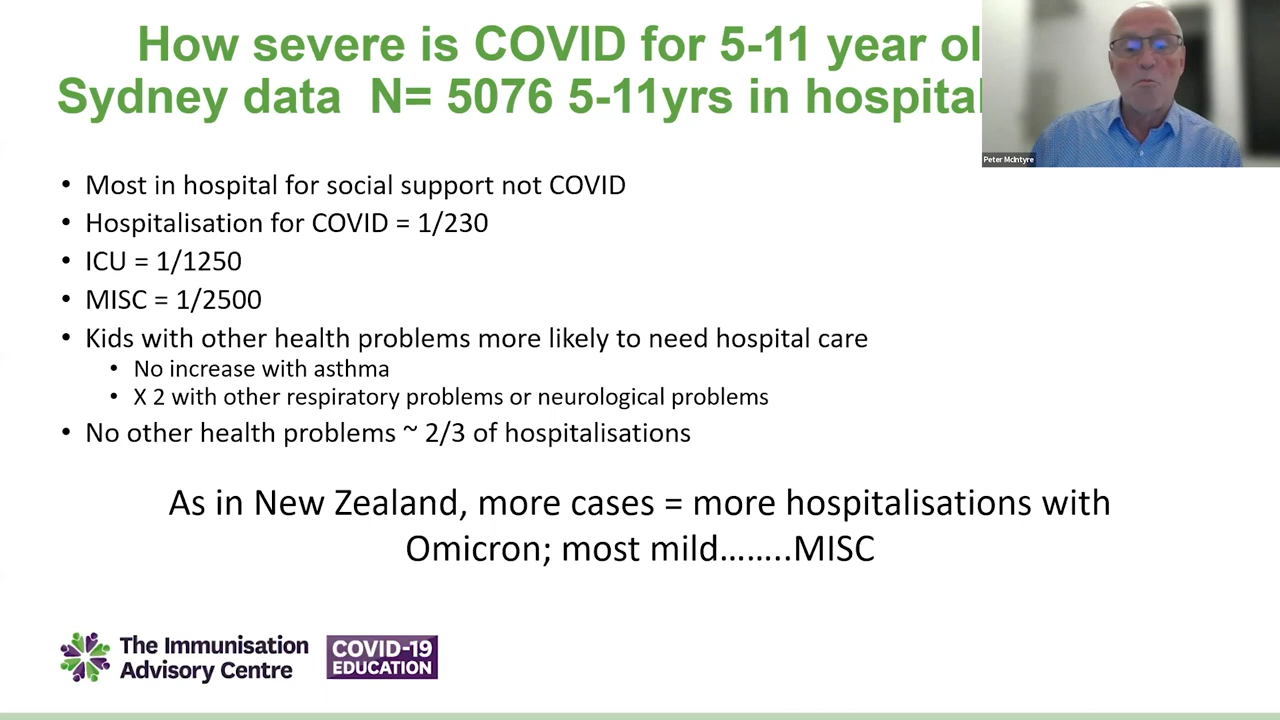 How severe is COVID for 5-11 year ol
Sydney data N= 5076 5-11yrs in hospital
Peter McIntyre
• Most in hospital for social support not COVID
• Hospitalisation for COVID = 1/230
• ICU = 1/1250
• MISC = 1/2500
• Kids with other health problems more likely to need hospital care
• No increase with asthma
• X 2 with other respiratory problems or neurological problems
• No other health problems ~ 2/3 of hospitalisations
As in New Zealand, more cases = more hospitalisations with
Omicron; most mild……..MISC
The Immunisation
Advisory Centre
COVID-19
EDUCATION